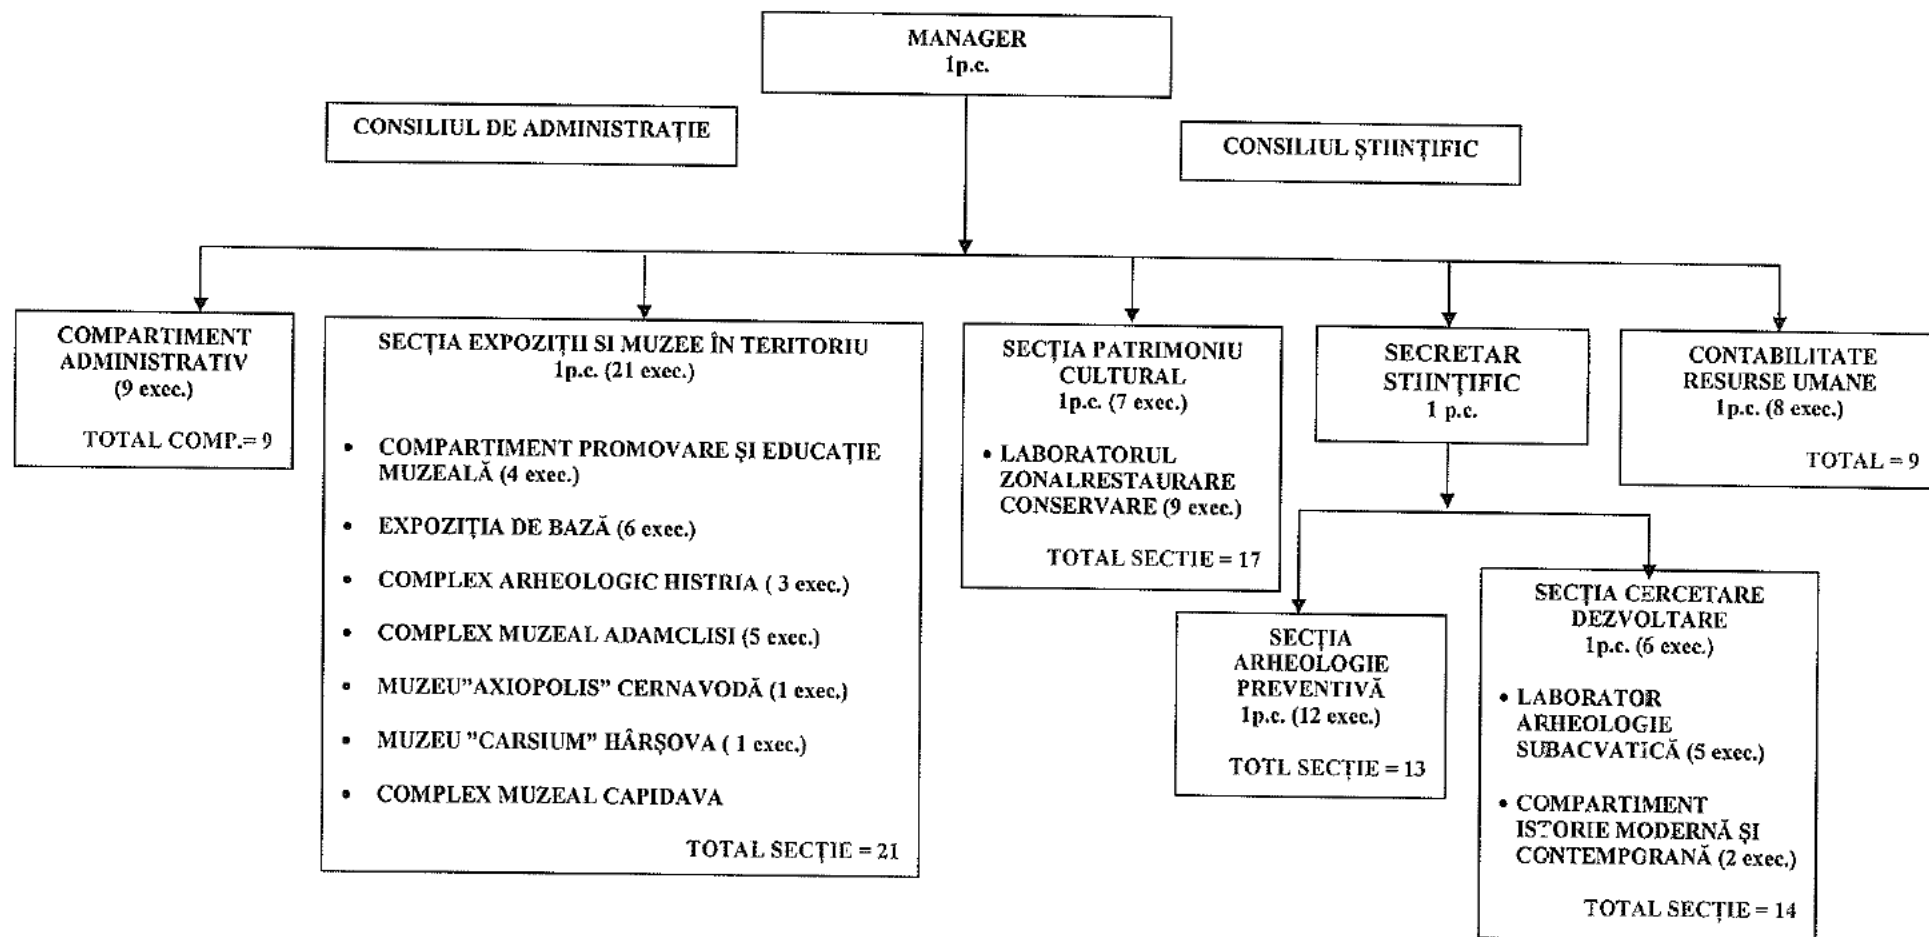 MANAGER
1p.c.
CONSILIUL DE ADMINISTRAȚIE
CONSILIUL ȘTIINȚIFIC
COMPARTIMENT
ADMINISTRATIV
(9 exec.)
TOTAL COMP.= 9
SECȚIA EXPOZIȚII SI MUZEE ÎN TERITORIU
1p.c. (21 exec.)
• COMPARTIMENT PROMOVARE ȘI EDUCAȚIE
MUZEALĂ (4 exec.)
• EXPOZIȚIA DE BAZĂ (6 exec.)
• COMPLEX ARHEOLOGIC HISTRIA ( 3 exec.)
• COMPLEX MUZEAL ADAMCLISI (5 exec.)
• MUZEU"AXIOPOLIS" CERNAVODĂ (1 exec.)
• MUZEU "CARSIUM" HÂRȘOVA ( 1 exec.)
• COMPLEX MUZEAL CAPIDAVA
TOTAL SECȚIE = 21
SECȚIA PATRIMONIU
CULTURAL
1p.c. (7 exec.)
• LABORATORUL
ZONALRESTAURARE
CONSERVARE (9 exec.)
TOTAL SECTIE = 17
SECRETAR
STIINȚIFIC
1 p.c.
CONTABILITATE
RESURSE UMANE
1p.c. (8 exec.)
TOTAL = 9
SECȚIA
ARHEOLOGIE
PREVENTIVĂ
1p.c. (12 exec.)
TOTL SECȚIE = 13
SECȚIA CERCETARE
DEZVOLTARE
1p.c. (6 exec.)
• LABORATOR
ARHEOLOGIE
SUBACVATICĂ (5 exec.)
• COMPARTIMENT
ISTORIE MODERNĂ ȘI
CONTEMPORANĂ (2 exec.)
TOTAL SECȚIE = 14